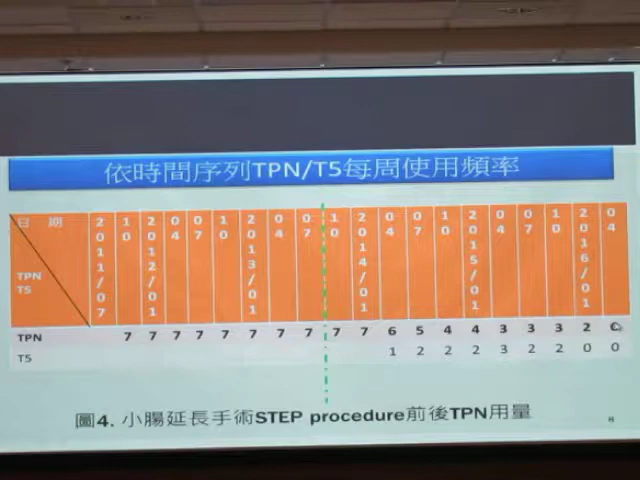 依時間序列TPN/T5每周使用頻率
日 期 2011/07 10 2012/01 04 07 10 2013/01 04 07 10 2014/01 04 07 10 2015/01 04 07 10 2016/01 04
TPN
T5
TPN 7 7 7 7 7 7 7 7 7 6 5 4 4 3 3 3 2 0
T5 1 2 2 2 3 2 2 0 0
圖4. 小腸延長手術STEP procedure前後TPN用量
8